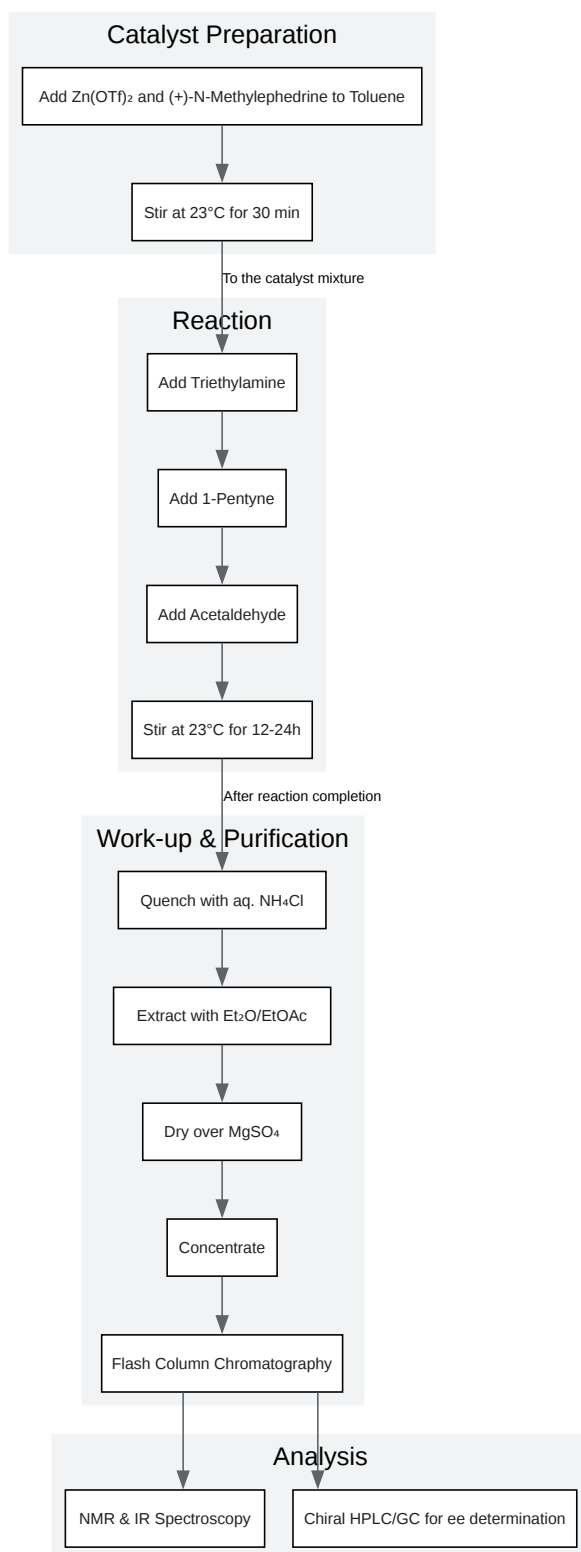 Catalyst Preparation
Add Zn(OTf)₂ and (+)-N-Methylephedrine to Toluene
Stir at 23°C for 30 min
To the catalyst mixture
Reaction
Add Triethylamine
Add 1-Pentyne
Add Acetaldehyde
Stir at 23°C for 12-24h
After reaction completion
Work-up & Purification
Quench with aq. NH₄Cl
Extract with Et₂O/EtOAc
Dry over MgSO₄
Concentrate
Flash Column Chromatography
Analysis
NMR & IR Spectroscopy
Chiral HPLC/GC for ee determination